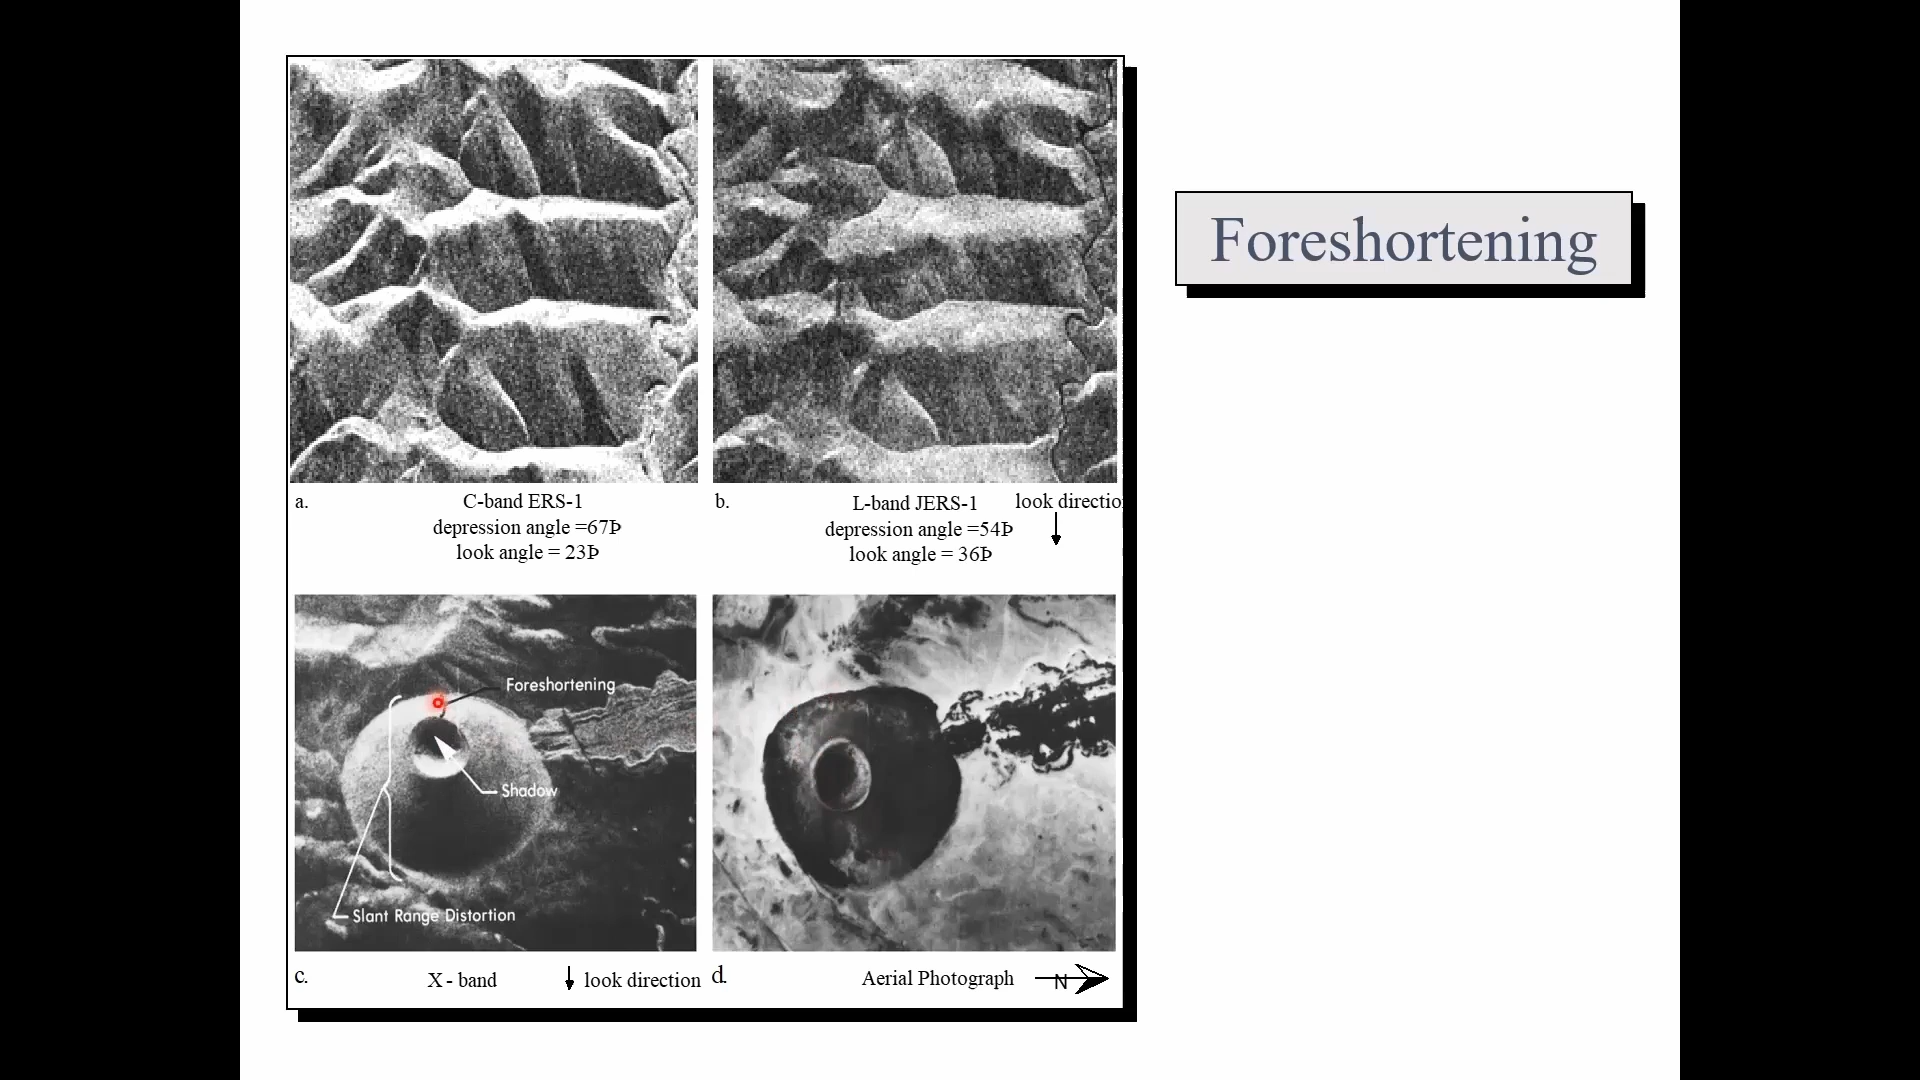 Foreshortening
a.
C-band ERS-1
depression angle =67Þ
look angle = 23Þ
b.
L-band JERS-1
depression angle =54Þ
look angle = 36Þ
look directio
Foreshortening
Shadow
Slant Range Distortion
c.
X - band
look direction
d.
Aerial Photograph
N